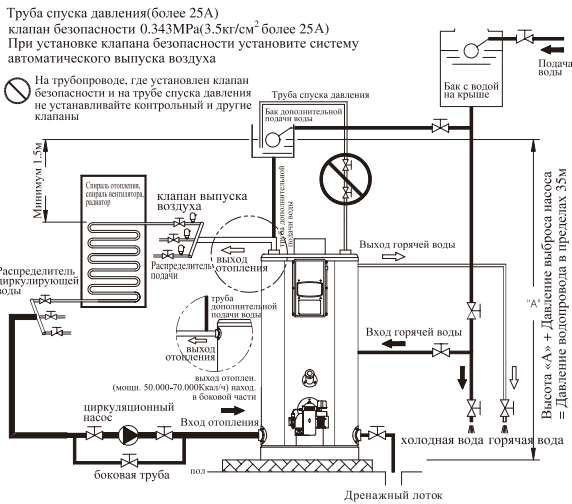 Труба спуска давления(более 25А)
клапан безопасности 0.343МРа(3.5кг/см² более 25А)
При установке клапана безопасности установите систему
автоматического выпуска воздуха
На трубопроводе, где установлен клапан
безопасности и на трубе спуска давления
не устанавливайте контрольный и другие
клапаны
Труба спуска давления
Бак дополнительной
подачи воды
Бак с водой
на крыше
Подача
воды
Минимум 1.5м
Спираль отопления,
спираль вентилятора,
радиатор
клапан выпуска
воздуха
Распределитель
подачи
труба дополнительной
подачи воды
выход
отопления
Выход горячей воды
Распределитель
циркулирующей
воды
труба
дополнительной
подачи воды
выход
отопления
"А"
Вход горячей воды
Высота «А» + Давление выброса насоса
= Давление водопровода в пределах 35м
выход отоплен.
(мощн. 50.000-70.000Ккал/ч) наход.
в боковой части
циркуляционный
насос
Вход отопления
боковая труба
холодная вода
горячая вода
пол
Дренажный лоток